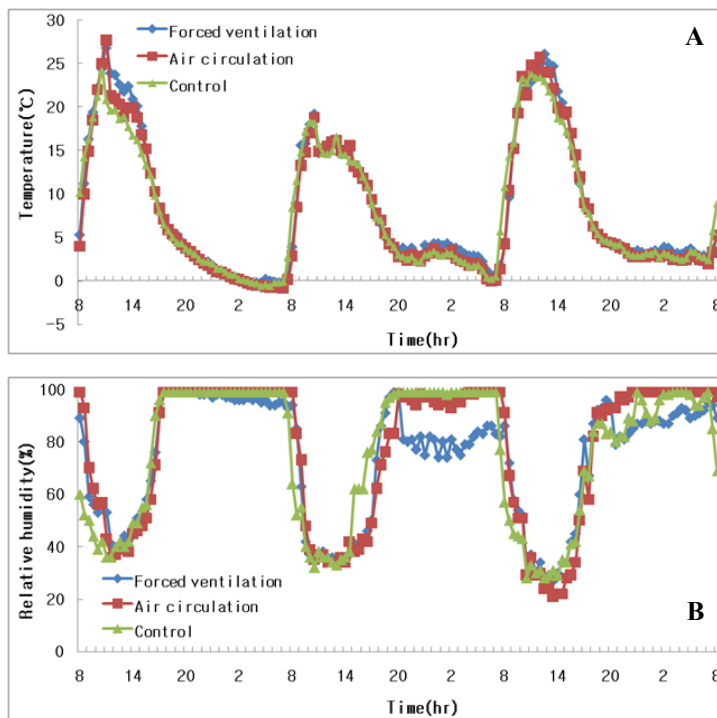 A
Forced ventilation
Air circulation
Control
30
25
20
15
10
5
0
-5
Temperature(℃)
8 14 20 2 8 14 20 2 8 14 20 2 8
Time(hr)
100
80
60
40
20
0
Relative humidity(%)
Forced ventilation
Air circulation
Control
B
8 14 20 2 8 14 20 2 8 14 20 2 8
Time(hr)